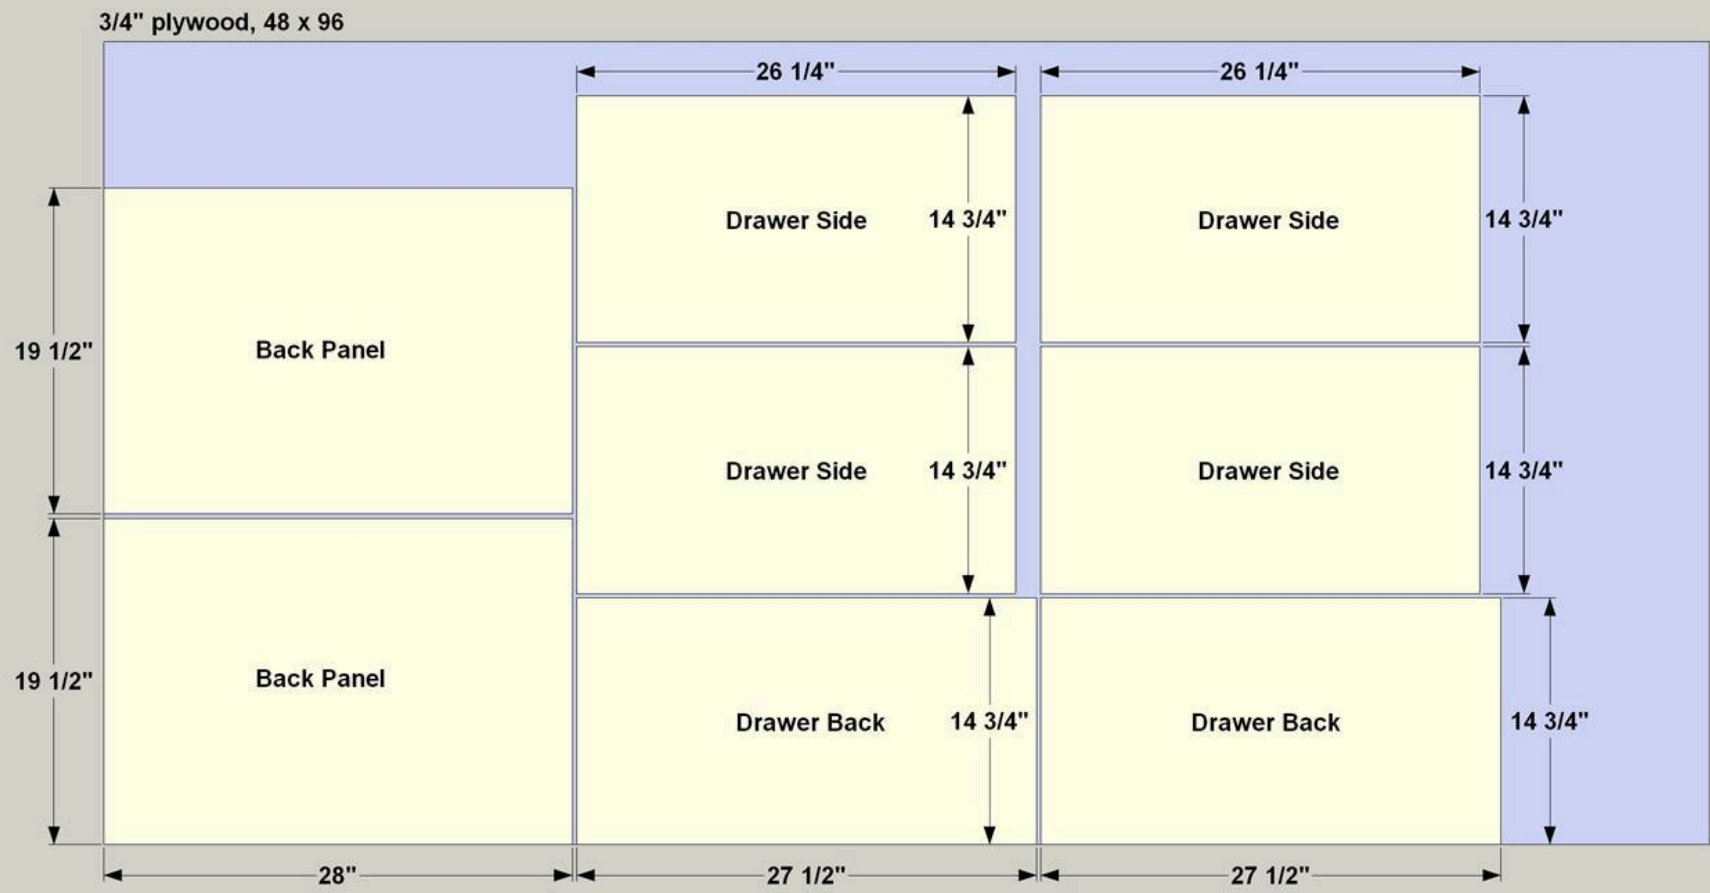 3/4" plywood, 48 x 96
26 1/4"
26 1/4"
Drawer Side
14 3/4"
Drawer Side
14 3/4"
19 1/2"
Back Panel
Drawer Side
14 3/4"
Drawer Side
14 3/4"
19 1/2"
Back Panel
Drawer Back
14 3/4"
Drawer Back
14 3/4"
28"
27 1/2"
27 1/2"